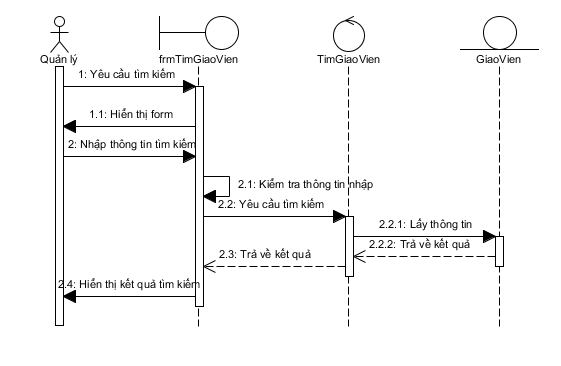 Quản lý
frmTimGiaoVien
TimGiaoVien
GiaoVien
1: Yêu cầu tìm kiếm
1.1: Hiển thị form
2: Nhập thông tin tìm kiếm
2.1: Kiểm tra thông tin nhập
2.2: Yêu cầu tìm kiếm
2.2.1: Lấy thông tin
2.2.2: Trả về kết quả
2.3: Trả về kết quả
2.4: Hiển thị kết quả tìm kiếm